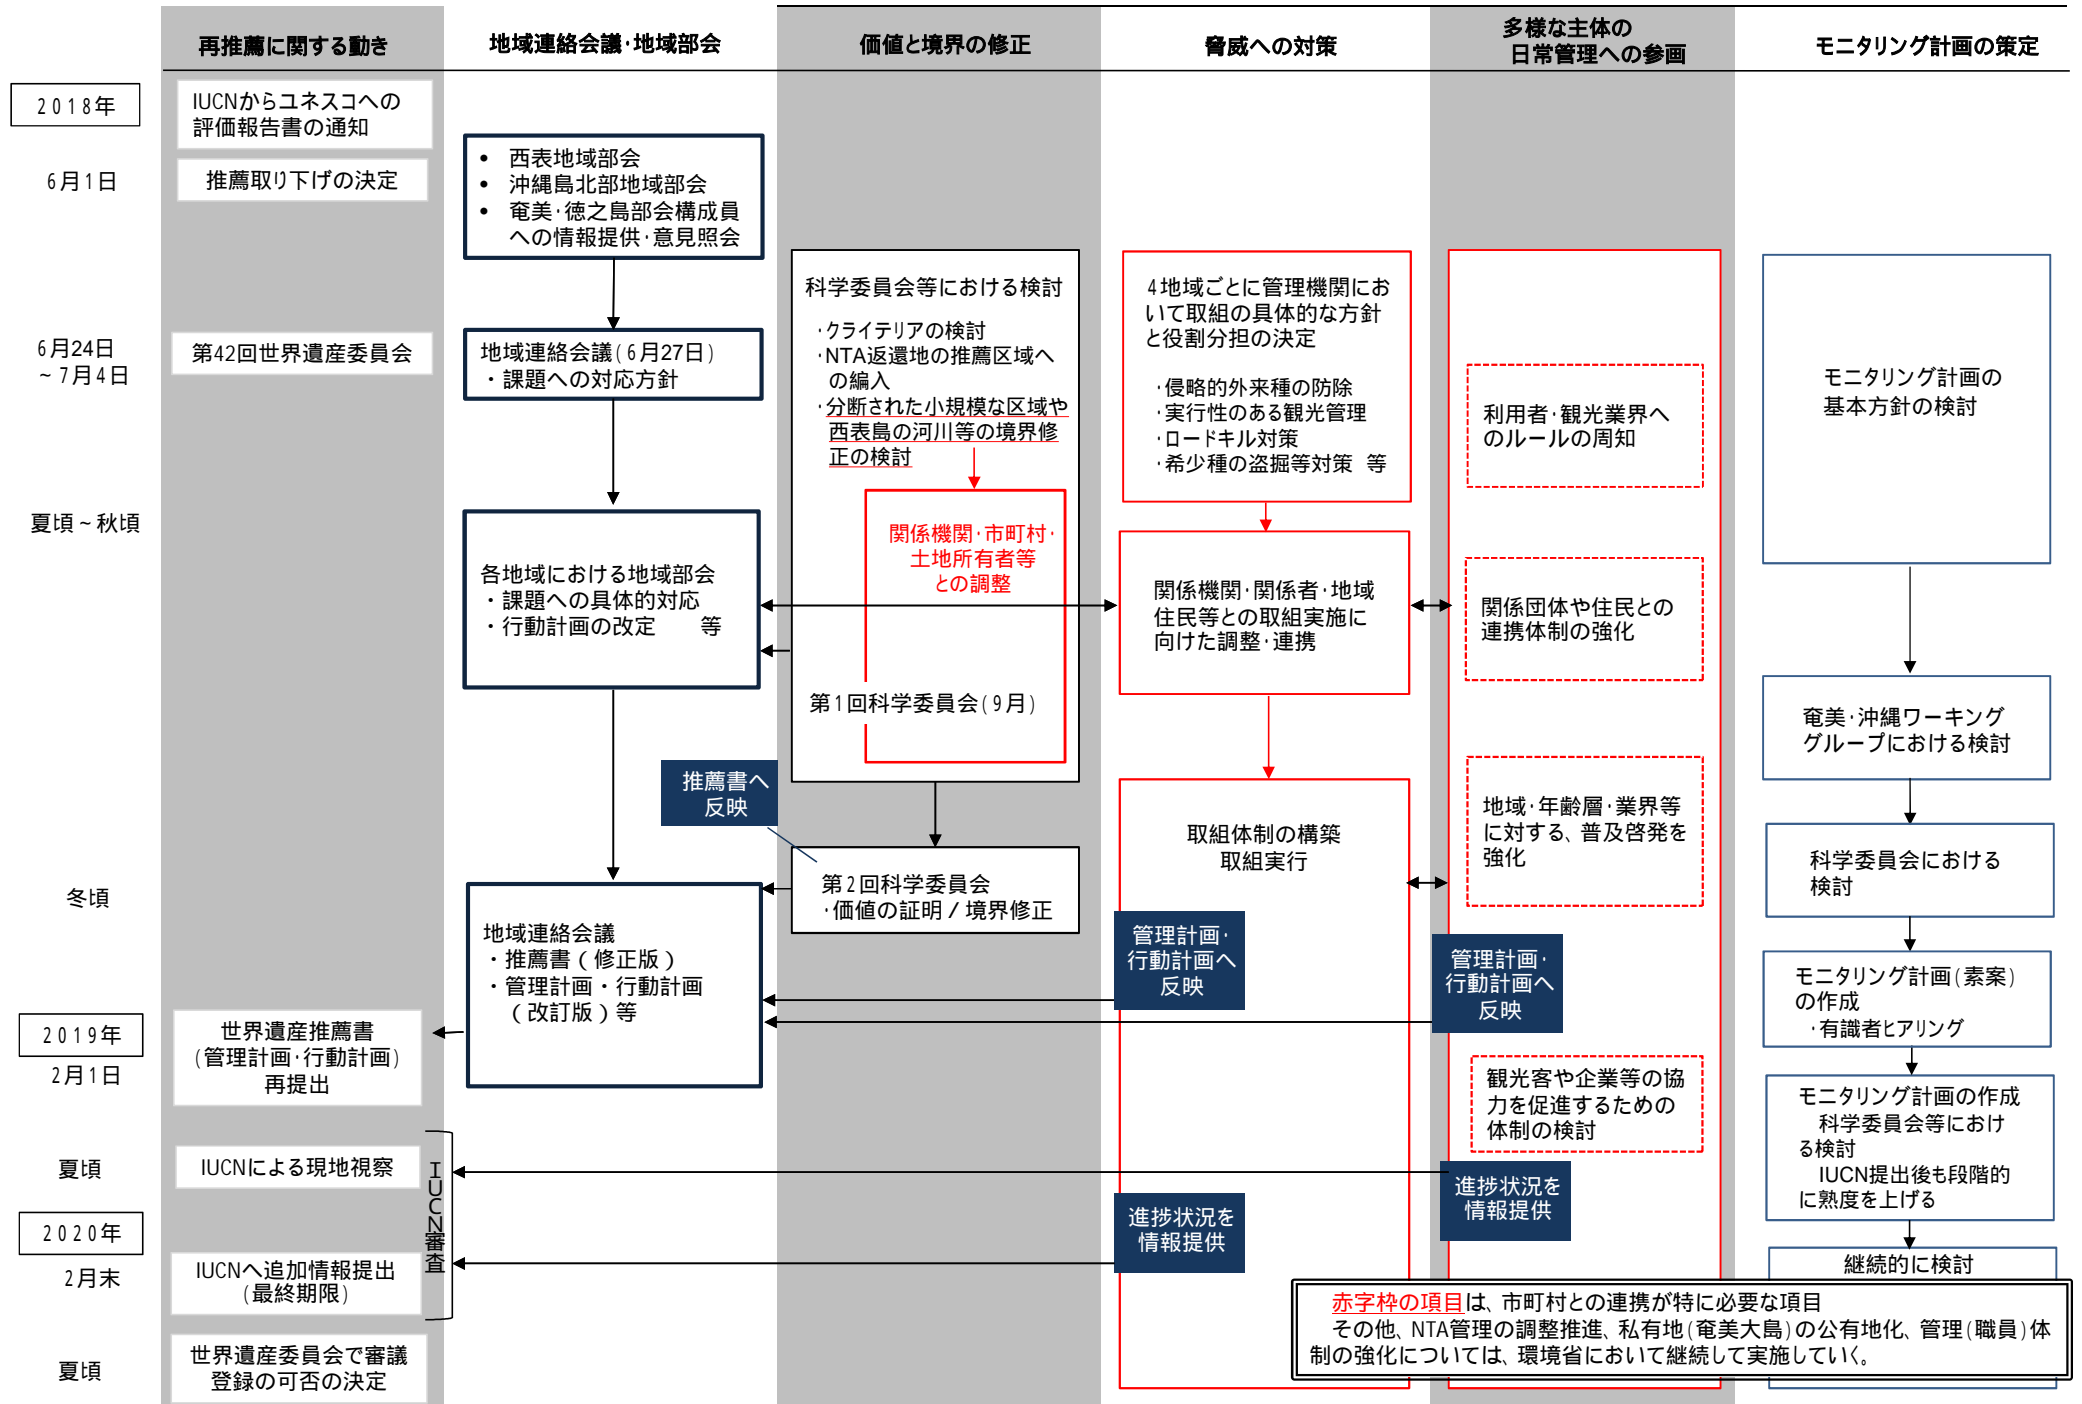 再推薦に関する動き
地域連絡会議・地域部会
価値と境界の修正
脅威への対策
多様な主体の
日常管理への参画
モニタリング計画の策定
2018年
6月1日
6月24日
~7月4日
夏頃~秋頃
冬頃
2019年
2月1日
夏頃
2020年
2月末
夏頃
IUCNからユネスコへの
評価報告書の通知
推薦取り下げの決定
第42回世界遺産委員会
世界遺産推薦書
(管理計画・行動計画)
再提出
IUCNによる現地視察
IUCNへ追加情報提出
(最終期限)
世界遺産委員会で審議
登録の可否の決定
IUCN審査
• 西表地域部会
• 沖縄島北部地域部会
• 奄美・徳之島部会構成員
への情報提供・意見照会
地域連絡会議(6月27日)
・課題への対応方針
各地域における地域部会
・課題への具体的対応
・行動計画の改定 等
地域連絡会議
・推薦書(修正版)
・管理計画・行動計画
(改訂版)等
科学委員会等における検討
・クライテリアの検討
・NTA返還地の推薦区域へ
の編入
・分断された小規模な区域や
西表島の河川等の境界修
正の検討
関係機関・市町村・
土地所有者等
との調整
第1回科学委員会(9月)
推薦書へ
反映
第2回科学委員会
・価値の証明/境界修正
4地域ごとに管理機関にお
いて取組の具体的な方針
と役割分担の決定
・侵略的外来種の防除
・実行性のある観光管理
・ロードキル対策
・希少種の盗掘等対策 等
関係機関・関係者・地域
住民等との取組実施に
向けた調整・連携
取組体制の構築
取組実行
管理計画・
行動計画へ
反映
進捗状況を
情報提供
利用者・観光業界へ
のルールの周知
関係団体や住民との
連携体制の強化
地域・年齢層・業界等
に対する、普及啓発を
強化
管理計画・
行動計画へ
反映
観光客や企業等の協
力を促進するための
体制の検討
進捗状況を
情報提供
モニタリング計画の
基本方針の検討
奄美・沖縄ワーキング
グループにおける検討
科学委員会における
検討
モニタリング計画(素案)
の作成
・有識者ヒアリング
モニタリング計画の作成
科学委員会等におけ
る検討
IUCN提出後も段階的
に熟度を上げる
継続的に検討
赤字枠の項目は、市町村との連携が特に必要な項目
その他、NTA管理の調整推進、私有地(奄美大島)の公有地化、管理(職員)体
制の強化については、環境省において継続して実施していく。